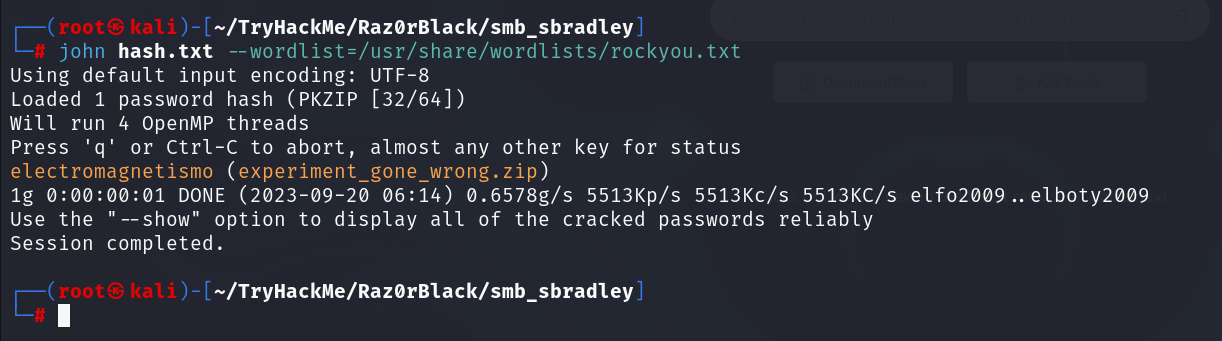 ┌──(root㉿kali)-[~/TryHackMe/Raz0rBlack/smb_sbradley]
└─# john hash.txt --wordlist=/usr/share/wordlists/rockyou.txt
Using default input encoding: UTF-8
Loaded 1 password hash (PKZIP [32/64])
Will run 4 OpenMP threads
Press 'q' or Ctrl-C to abort, almost any other key for status
electromagnetismo (experiment_gone_wrong.zip)
1g 0:00:00:01 DONE (2023-09-20 06:14) 0.6578g/s 5513Kp/s 5513Kc/s 5513KC/s elfo2009..elboty2009
Use the "--show" option to display all of the cracked passwords reliably
Session completed.
┌──(root㉿kali)-[~/TryHackMe/Raz0rBlack/smb_sbradley]
└─#